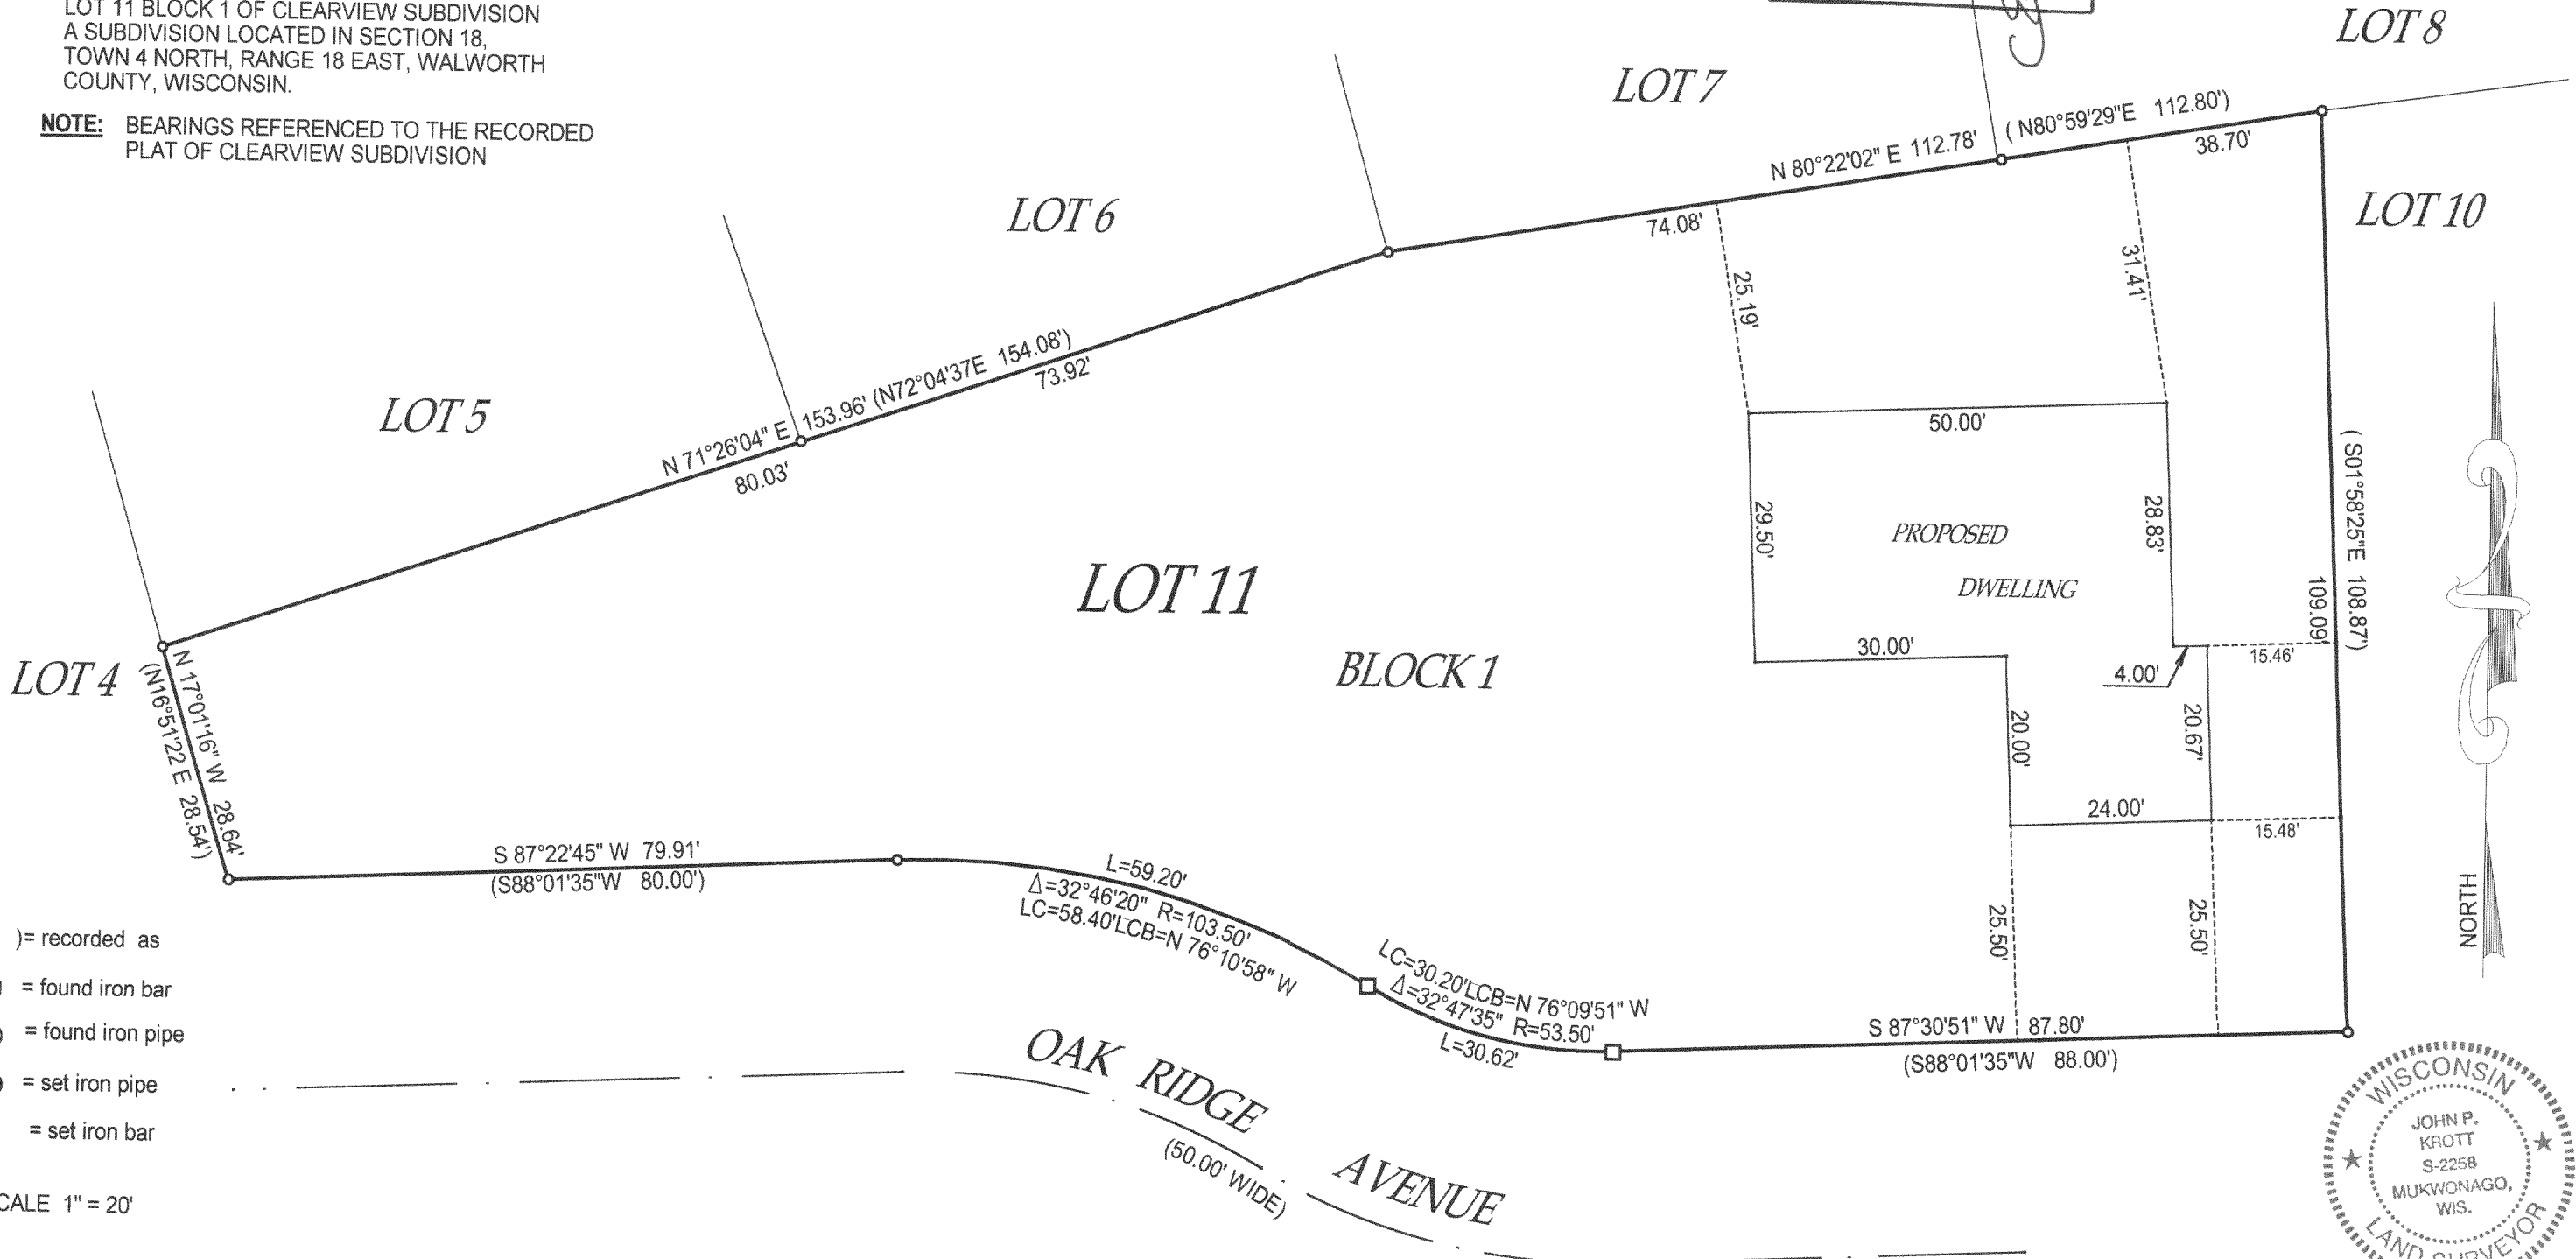 LOT 11 BLOCK 1 OF CLEARVIEW SUBDIVISION
A SUBDIVISION LOCATED IN SECTION 18,
TOWN 4 NORTH, RANGE 18 EAST, WALWORTH
COUNTY, WISCONSIN.
NOTE: BEARINGS REFERENCED TO THE RECORDED
PLAT OF CLEARVIEW SUBDIVISION
LOT 8
LOT 7
( N80°59'29"E 112.80')
N 80°22'02" E 112.78'
38.70'
74.08'
LOT 10
LOT 6
25.19'
31.41'
N 71°26'04" E 153.96' (N72°04'37E 154.08')
73.92'
80.03'
LOT 5
50.00'
29.50'
28.83'
PROPOSED
DWELLING
(S01°58'25"E 108.87')
109.09'
LOT 11
BLOCK 1
30.00'
4.00'
15.46'
20.00'
20.67'
24.00'
15.48'
25.50'
25.50'
LOT 4
N 17°01'16" W 28.64'
(N16°51'22 E 28.54')
S 87°22'45" W 79.91'
(S88°01'35"W 80.00')
L=59.20'
Δ=32°46'20" R=103.50'
LC=58.40'LCB=N 76°10'58" W
LC=30.20'LCB=N 76°09'51" W
Δ=32°47'35" R=53.50'
L=30.62'
S 87°30'51" W 87.80'
(S88°01'35"W 88.00')
NORTH
)= recorded as
= found iron bar
= found iron pipe
= set iron pipe
= set iron bar
CALE 1" = 20'
OAK RIDGE AVENUE
(50.00' WIDE)
WISCONSIN
JOHN P.
KROTT
S-2258
MUKWONAGO,
WIS.
LAND SURVEYOR